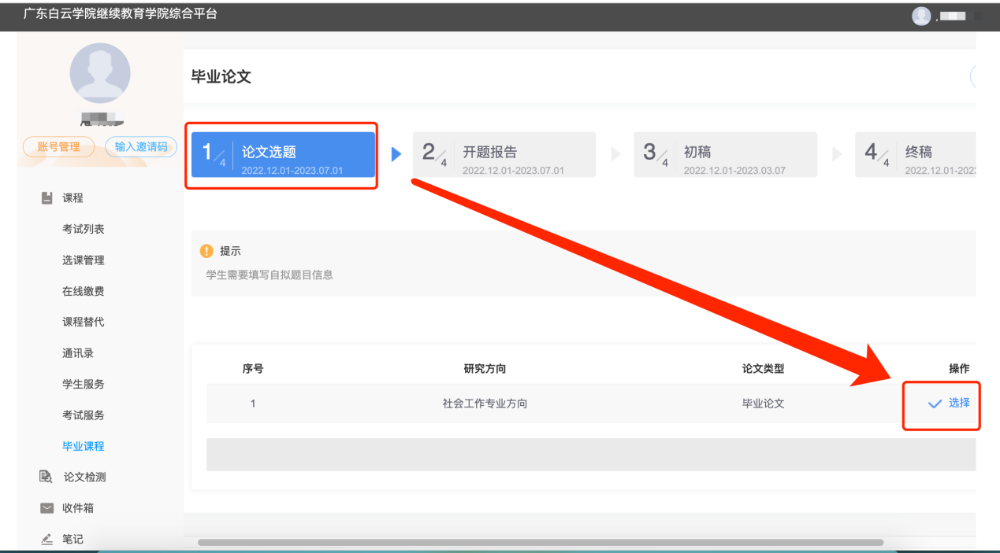 广东白云学院继续教育学院综合平台
账号管理 输入邀请码
课程
考试列表
选课管理
在线缴费
课程替代
通讯录
学生服务
考试服务
毕业课程
论文检测
收件箱
笔记
毕业论文
1/4 论文选题
2022.12.01-2023.07.01
2/4 开题报告
2022.12.01-2023.07.01
3/4 初稿
2022.12.01-2023.03.07
4/4 终稿
2022.12.01-202
提示
学生需要填写自拟题目信息
序号 研究方向 论文类型 操作
1 社会工作专业方向 毕业论文 选择